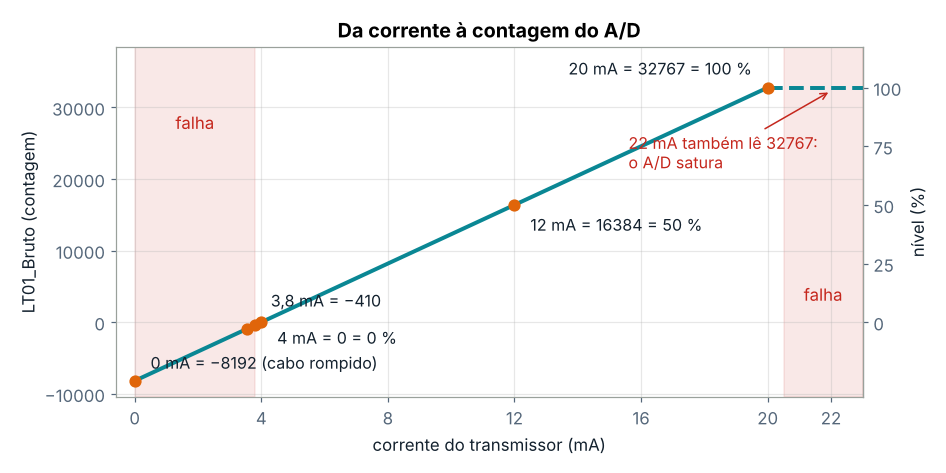 Da corrente à contagem do A/D
20 mA = 32767 = 100 %
30000
100
falha
22 mA também lê 32767:
o A/D satura
75
20000
50
12 mA = 16384 = 50 %
10000
25
3,8 mA = −410
falha
0
0
4 mA = 0 = 0 %
0 mA = −8192 (cabo rompido)
−10000
LT01_Bruto (contagem)
nível (%)
0
4
8
12
16
20
22
corrente do transmissor (mA)